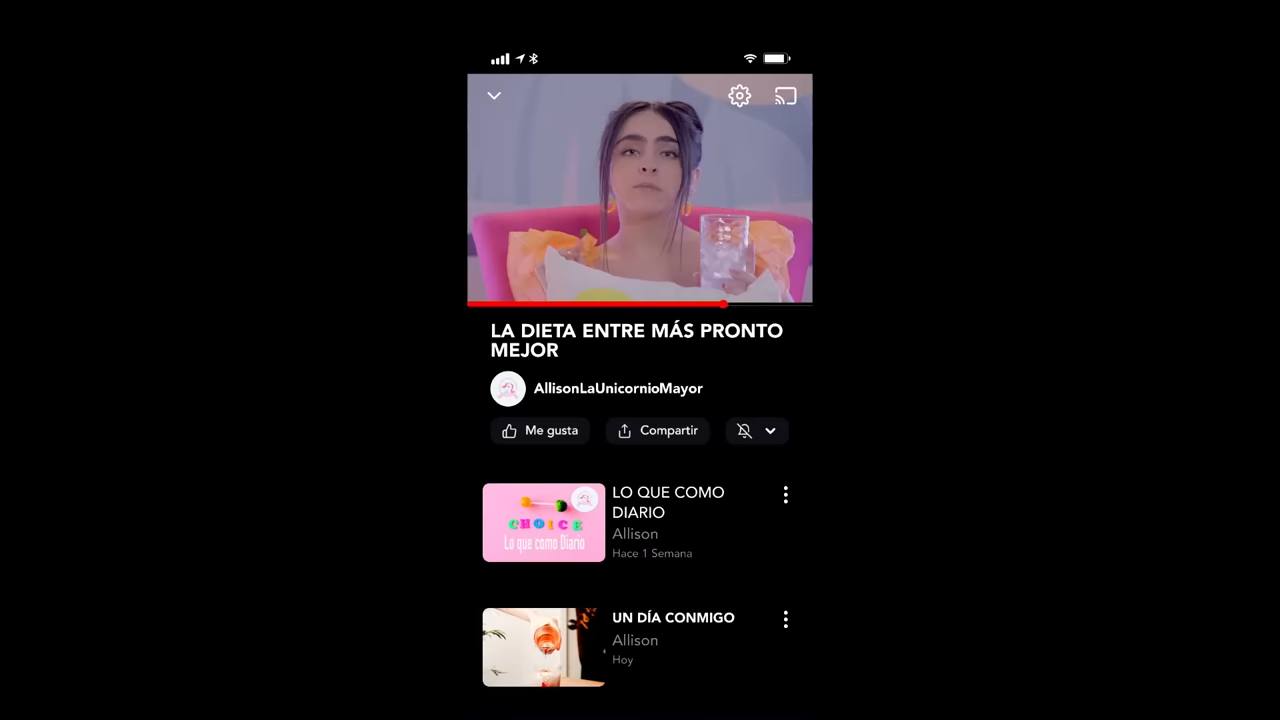 LA DIETA ENTRE MÁS PRONTO
MEJOR
AllisonLaUnicornioMayor
Me gusta
Compartir
CHOICE
Lo que como Diario
LO QUE COMO
DIARIO
Allison
Hace 1 Semana
UN DÍA CONMIGO
Allison
Hoy